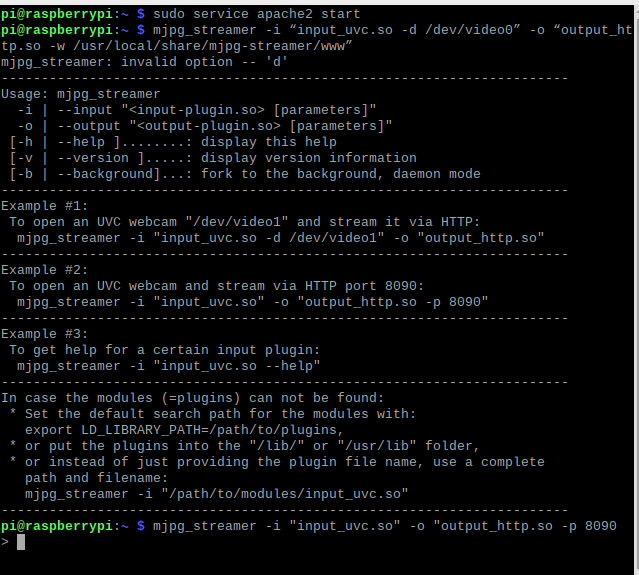 pi@raspberrypi:~ $ sudo service apache2 start
pi@raspberrypi:~ $ mjpg_streamer -i “input_uvc.so -d /dev/video0” -o “output_ht
tp.so -w /usr/local/share/mjpg-streamer/www”
mjpg_streamer: invalid option -- 'd'
-----------------------------------------------------------------------
Usage: mjpg_streamer
  -i | --input "<input-plugin.so> [parameters]"
  -o | --output "<output-plugin.so> [parameters]"
 [-h | --help ]........: display this help
 [-v | --version ].....: display version information
 [-b | --background]...: fork to the background, daemon mode
-----------------------------------------------------------------------
Example #1:
 To open an UVC webcam "/dev/video1" and stream it via HTTP:
  mjpg_streamer -i "input_uvc.so -d /dev/video1" -o "output_http.so"
-----------------------------------------------------------------------
Example #2:
 To open an UVC webcam and stream via HTTP port 8090:
  mjpg_streamer -i "input_uvc.so" -o "output_http.so -p 8090"
-----------------------------------------------------------------------
Example #3:
 To get help for a certain input plugin:
  mjpg_streamer -i "input_uvc.so --help"
-----------------------------------------------------------------------
In case the modules (=plugins) can not be found:
 * Set the default search path for the modules with:
   export LD_LIBRARY_PATH=/path/to/plugins,
 * or put the plugins into the "/lib/" or "/usr/lib" folder,
 * or instead of just providing the plugin file name, use a complete
   path and filename:
   mjpg_streamer -i "/path/to/modules/input_uvc.so"
-----------------------------------------------------------------------
pi@raspberrypi:~ $ mjpg_streamer -i "input_uvc.so" -o "output_http.so -p 8090
>